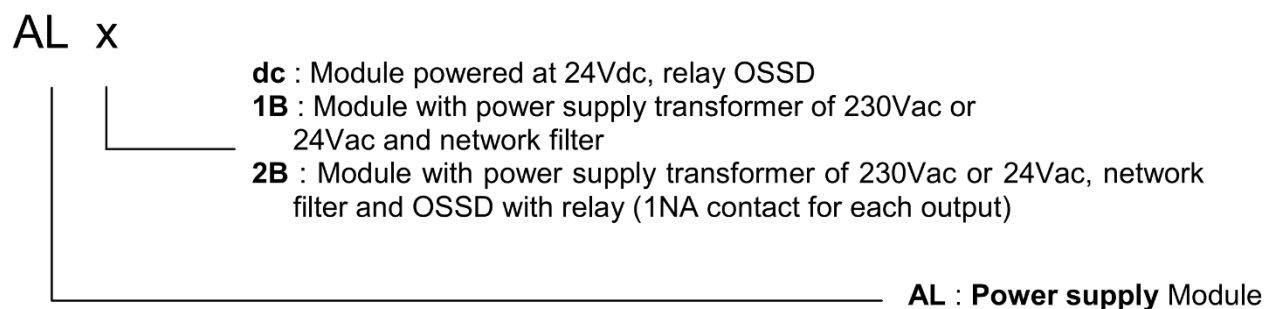 AL x
dc : Module powered at 24Vdc, relay OSSD
1B : Module with power supply transformer of 230Vac or
24Vac and network filter
2B : Module with power supply transformer of 230Vac or 24Vac, network
filter and OSSD with relay (1NA contact for each output)
AL : Power supply Module